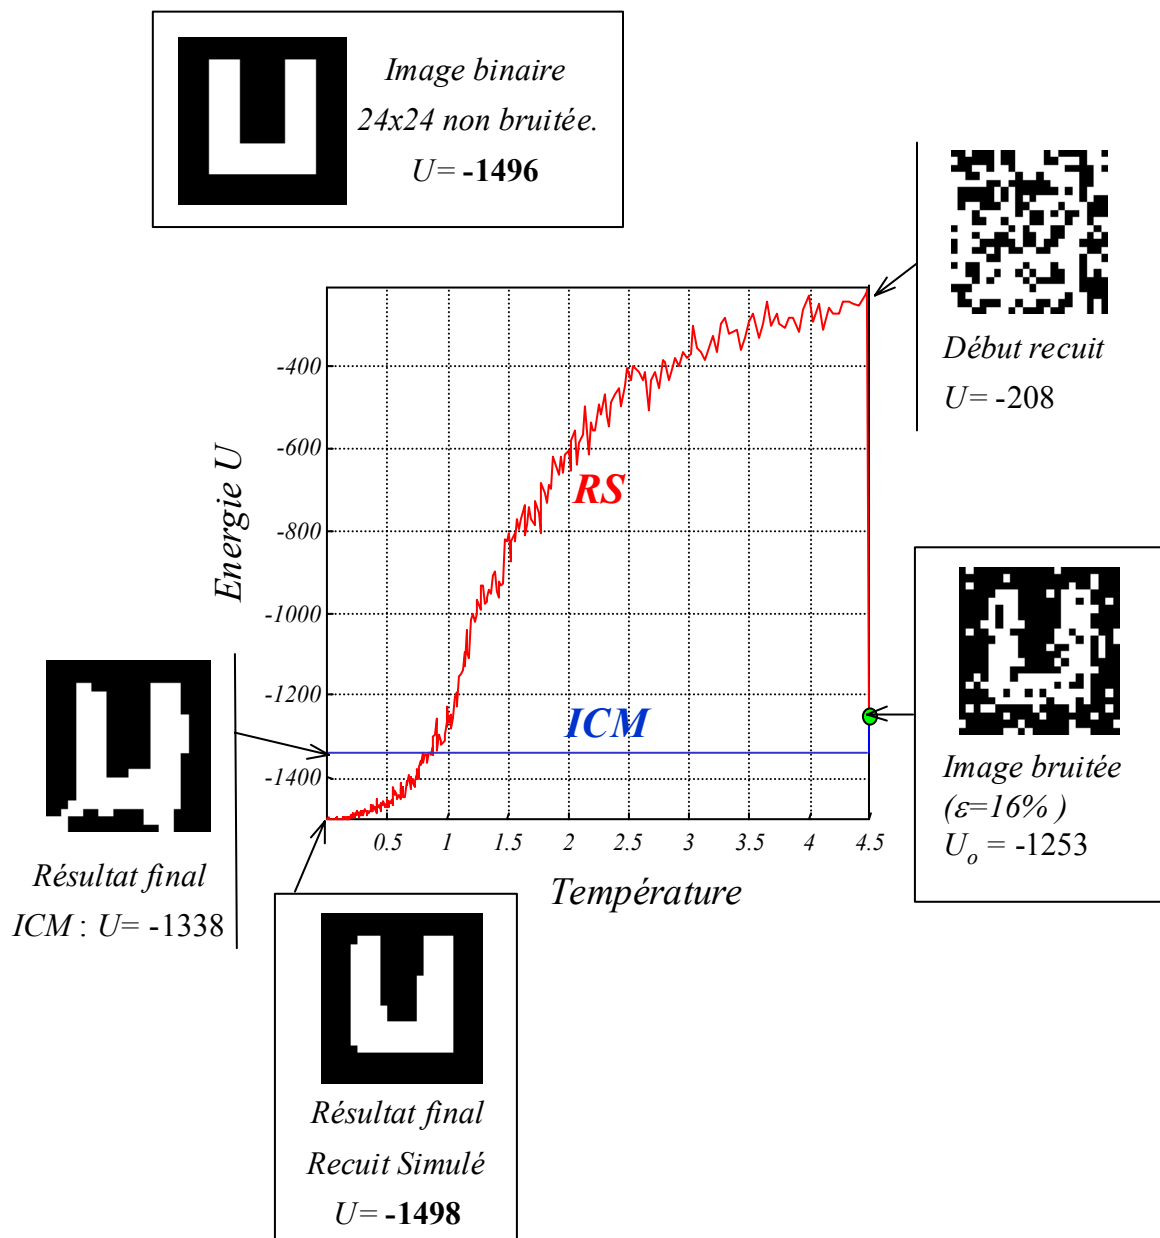 Image binaire
24x24 non bruitée.
U= -1496
Début recuit
U= -208
Energie U
-400
-600
-800
-1000
-1200
-1400
RS
ICM
0.5 1 1.5 2 2.5 3 3.5 4 4.5
Température
Image bruitée
(ε=16% )
Uo = -1253
Résultat final
ICM : U= -1338
Résultat final
Recuit Simulé
U= -1498